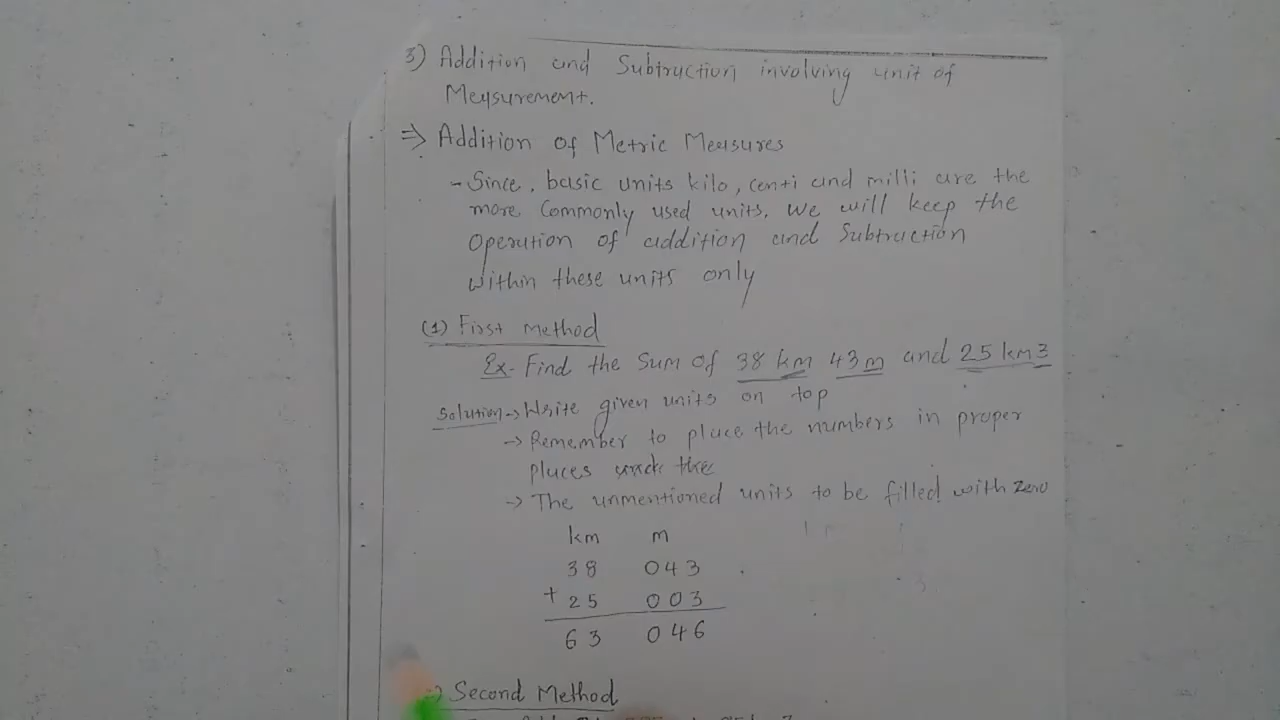 3) Addition and Subtruction involving unit of
Measurement.
⇒ Addition of Metric Measures
- Since, basic units kilo, centi and milli are the
more Commonly used units. We will keep the
Operation of addition and Subtruction
within these units only
(1) First Method
Ex- Find the Sum of 38 km 43 m and 25 km 3
Solution → Write given units on top
→ Remember to place the numbers in proper
places
→ The unmentioned units to be filled with zero
km m
38 043
+ 25 003
63 046
Second Method